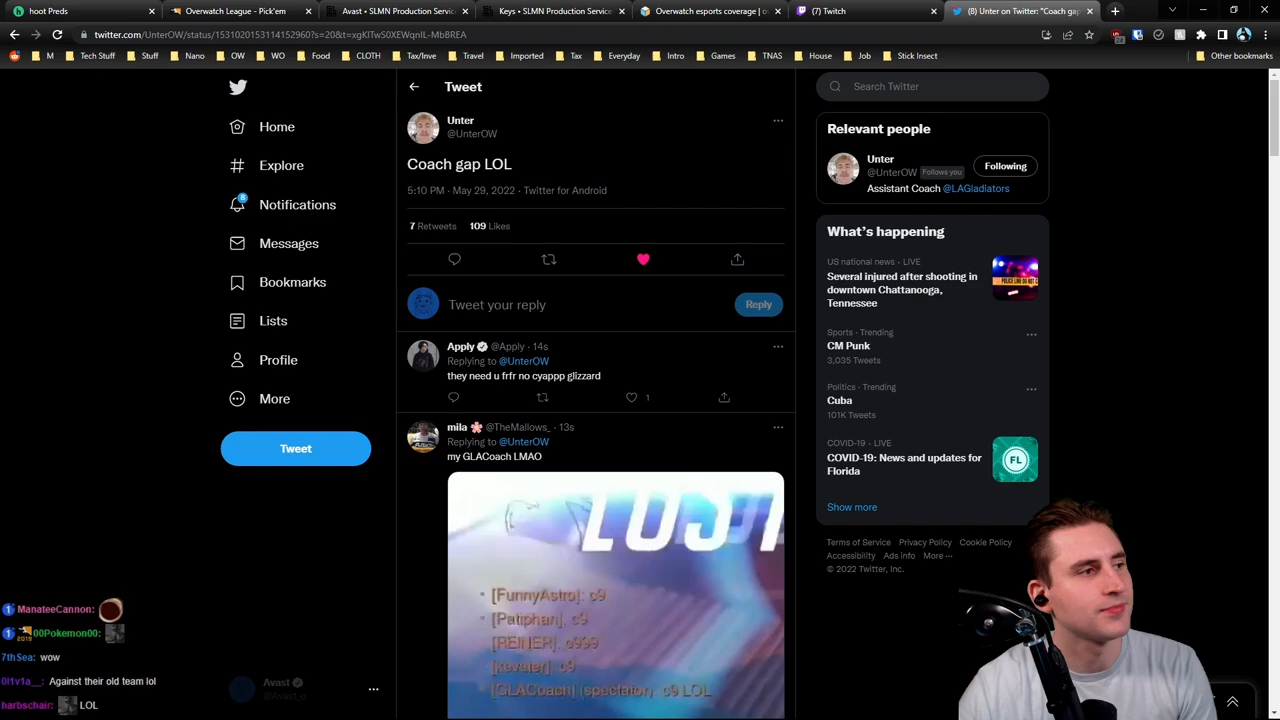 hoot Preds
Overwatch League - Pick'em
Avast • SLMN Production Service
Keys • SLMN Production Service
Overwatch esports coverage | o
(7) Twitch
(8) Unter on Twitter: "Coach gap
twitter.com/UnterOW/status/1531020153114152960?s=20&t=xgKITwS0XEWqnIL-MbBREA
M
Tech Stuff
Stuff
Nano
OW
WO
Food
CLOTH
Tax/Inve
Travel
Imported
Tax
Everyday
Intro
Games
TNAS
House
Stick Insect
Other bookmarks
Home
Explore
8
Notifications
Messages
Bookmarks
Lists
Profile
More
Tweet
Avast
@Avast_o
Tweet
Unter
@UnterOW
Coach gap LOL
5:10 PM · May 29, 2022 · Twitter for Android
7 Retweets 109 Likes
Tweet your reply
Reply
Apply @Apply · 14s
Replying to @UnterOW
they need u frfr no cyappp glizzard
1
mila @TheMallows_ · 13s
Replying to @UnterOW
my GLACoach LMAO
[FunnyAstro]: c9
[Patiphan]: c9
[REINER]: c999
[kevster]: c9
[GLACoach] (spectator): c9 LOL
Search Twitter
Relevant people
Unter
@UnterOW Follows you
Following
Assistant Coach @LAGladiators
What's happening
US national news · LIVE
Several injured after shooting in
downtown Chattanooga,
Tennessee
Sports · Trending
CM Punk
3,035 Tweets
Politics · Trending
Cuba
101K Tweets
COVID-19 · LIVE
COVID-19: News and updates for
Florida
FL
Show more
Terms of Service Privacy Policy Cookie Policy
Accessibility Ads info More ···
© 2022 Twitter, Inc.
ManateeCannon:
00Pokemon00:
7thSea: wow
0l1v1a__: Against their old team lol
harbschair: LOL